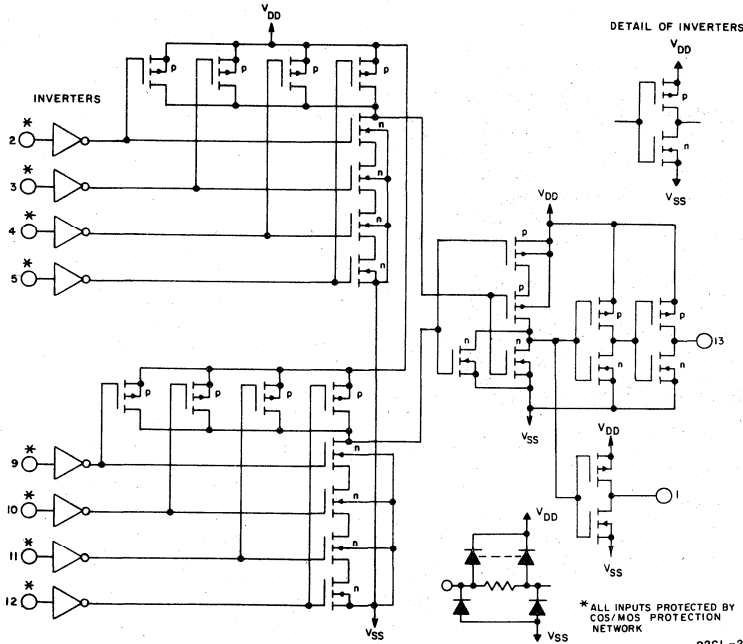 VDD
DETAIL OF INVERTERS
VDD
p
p
p
p
INVERTERS
p
*
2
n
n
*
3
n
VSS
*
4
n
VDD
p
*
5
n
p
p
p
n
n
13
n
n
p
p
p
p
VSS
*
9
n
VDD
*
10
n
p
1
n
*
11
n
VDD
VSS
*
12
n
* ALL INPUTS PROTECTED BY
COS/MOS PROTECTION
NETWORK
VSS
VSS